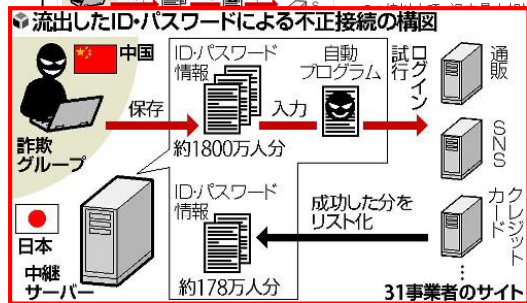 流出したID・パスワードによる不正接続の構図
中国
詐欺
グループ
保存
ID・パスワード
情報
約1800万人分
入力
自動
プログラム
ログイン
試行
通販
SNS
クレジット
カード
⋮
31事業者のサイト
成功した分を
リスト化
ID・パスワード
情報
約178万人分
日本
中継
サーバー